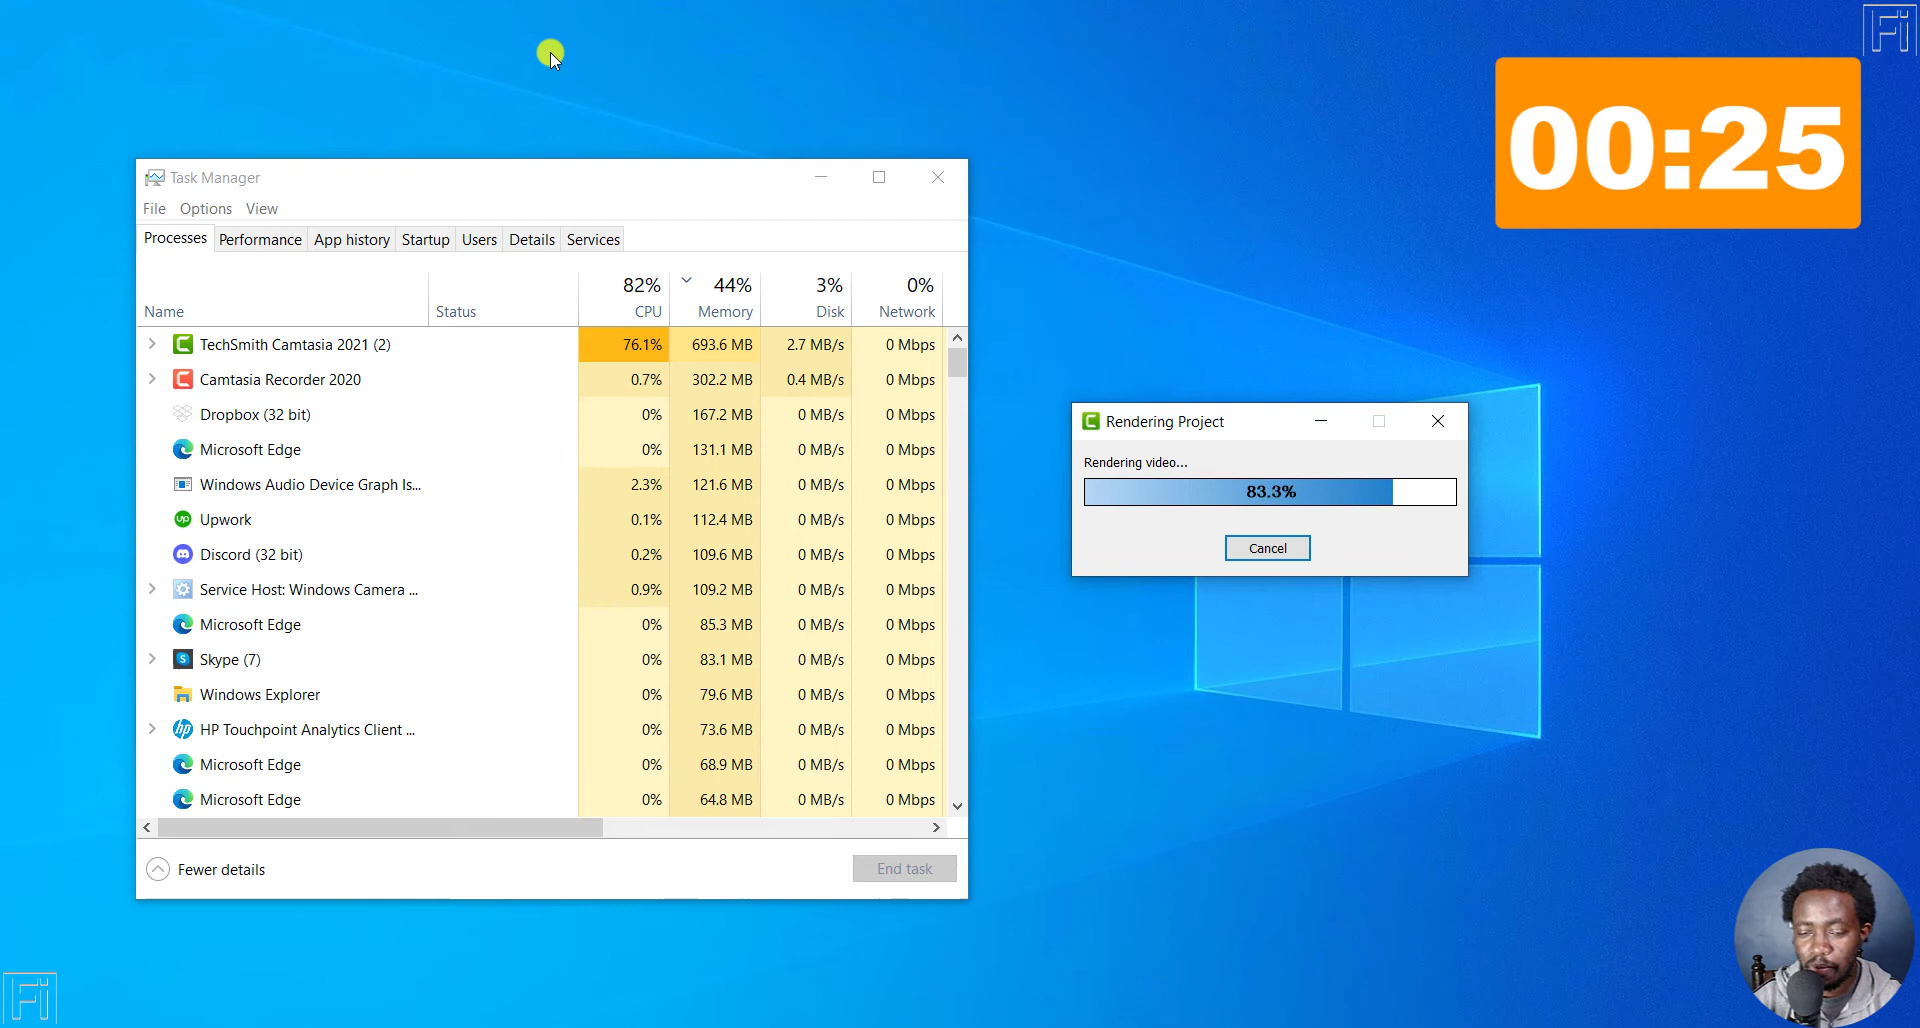 Fi
00:25
Task Manager
File Options View
Processes Performance App history Startup Users Details Services
82% 44% 3% 0%
Name Status CPU Memory Disk Network
TechSmith Camtasia 2021 (2) 76.1% 693.6 MB 2.7 MB/s 0 Mbps
Camtasia Recorder 2020 0.7% 302.2 MB 0.4 MB/s 0 Mbps
Dropbox (32 bit) 0% 167.2 MB 0 MB/s 0 Mbps
Microsoft Edge 0% 131.1 MB 0 MB/s 0 Mbps
Windows Audio Device Graph Is... 2.3% 121.6 MB 0 MB/s 0 Mbps
Upwork 0.1% 112.4 MB 0 MB/s 0 Mbps
Discord (32 bit) 0.2% 109.6 MB 0 MB/s 0 Mbps
Service Host: Windows Camera ... 0.9% 109.2 MB 0 MB/s 0 Mbps
Microsoft Edge 0% 85.3 MB 0 MB/s 0 Mbps
Skype (7) 0% 83.1 MB 0 MB/s 0 Mbps
Windows Explorer 0% 79.6 MB 0 MB/s 0 Mbps
HP Touchpoint Analytics Client ... 0% 73.6 MB 0 MB/s 0 Mbps
Microsoft Edge 0% 68.9 MB 0 MB/s 0 Mbps
Microsoft Edge 0% 64.8 MB 0 MB/s 0 Mbps
Fewer details End task
Rendering Project
Rendering video...
83.3%
Cancel
Fi